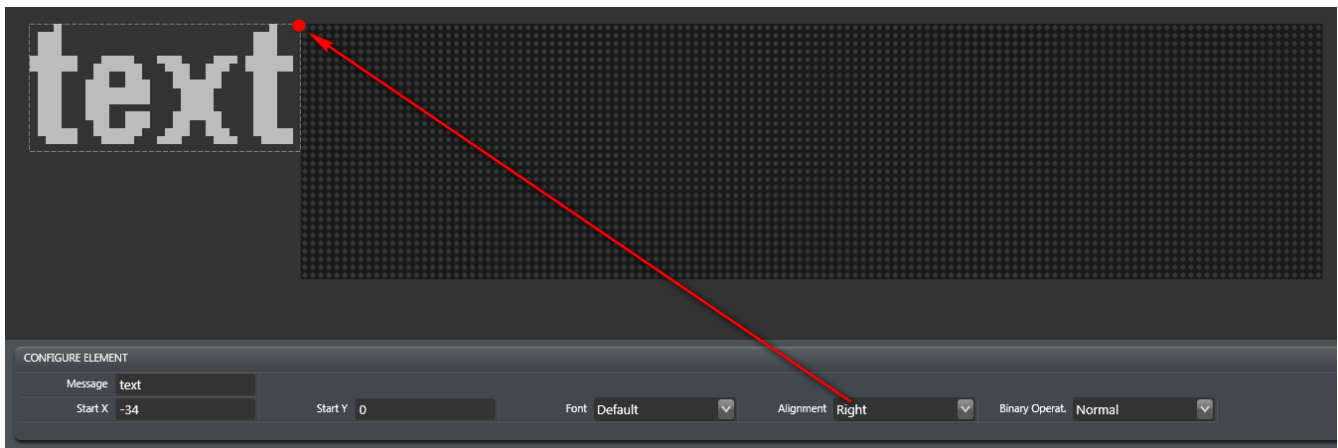 text
CONFIGURE ELEMENT
Message text
Start X -34 Start Y 0 Font Default Alignment Right Binary Operat. Normal